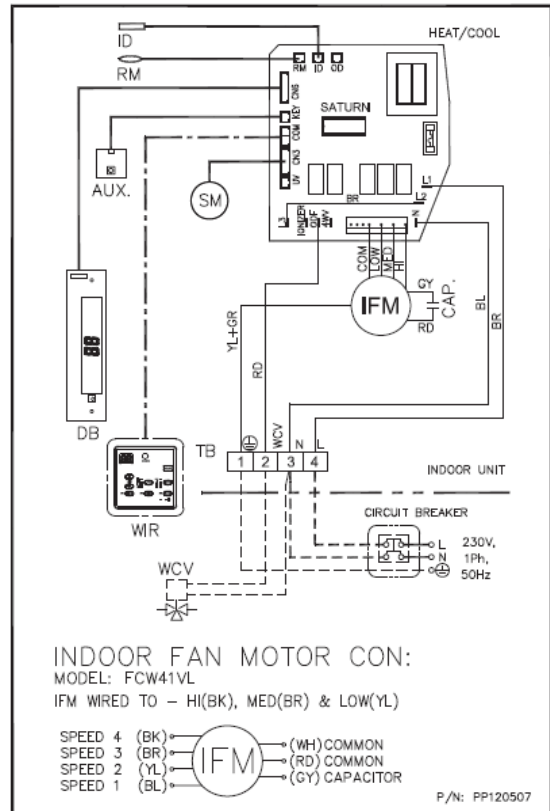 ID
HEAT/COOL
RM
RM ID OD
CN6
SATURN
KEY
COM
AUX.
CN3
SM
UV
L1
BR
L2
L3
IONIZER
ODF
4WV
N
COM
LOW
MED
HI
GY
IFM
CAP.
RD
BL
BR
YL+GR
RD
DB
WCV
N
L
TB
1 2 3 4
INDOOR UNIT
WIR
CIRCUIT BREAKER
L
N
230V,
1Ph,
50Hz
WCV
INDOOR FAN MOTOR CON:
MODEL: FCW41VL
IFM WIRED TO – HI(BK), MED(BR) & LOW(YL)
SPEED 4 (BK)
SPEED 3 (BR)
SPEED 2 (YL)
SPEED 1 (BL)
IFM
(WH)COMMON
(RD)COMMON
(GY)CAPACITOR
P/N: PP120507